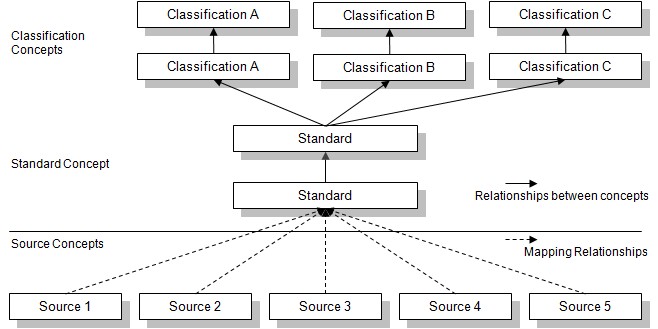 Classification Concepts
Classification A
Classification B
Classification C
Classification A
Classification B
Classification C
Standard
Standard Concept
Standard
Relationships between concepts
Source Concepts
Mapping Relationships
Source 1
Source 2
Source 3
Source 4
Source 5